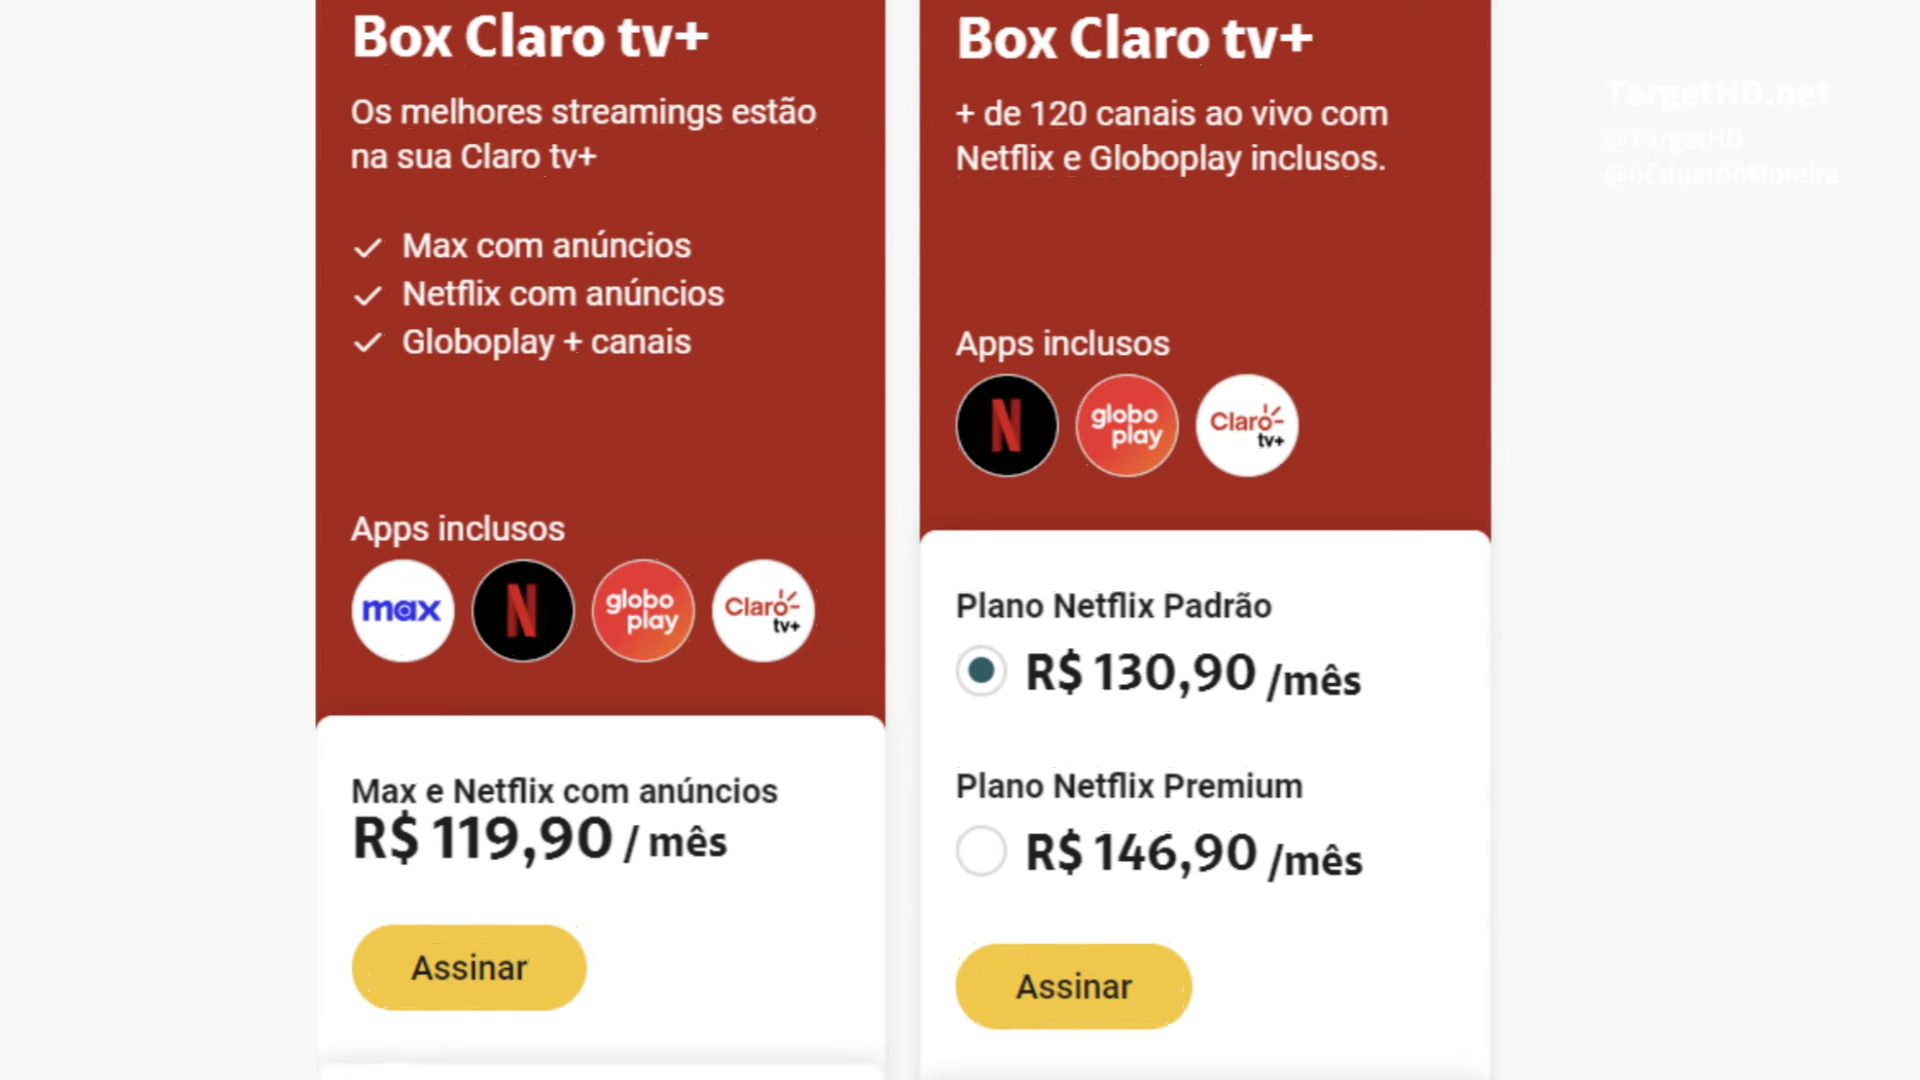 Box Claro tv+
Os melhores streamings estão
na sua Claro tv+
Max com anúncios
Netflix com anúncios
Globoplay + canais
Apps inclusos
max
N
globo
play
Claro
tv+
Max e Netflix com anúncios
R$ 119,90 / mês
Assinar
Box Claro tv+
+ de 120 canais ao vivo com
Netflix e Globoplay inclusos.
Apps inclusos
N
globo
play
Claro
tv+
Plano Netflix Padrão
R$ 130,90 /mês
Plano Netflix Premium
R$ 146,90 /mês
Assinar
TargetHD.net
@TargetHD
@oEduardoMoreira